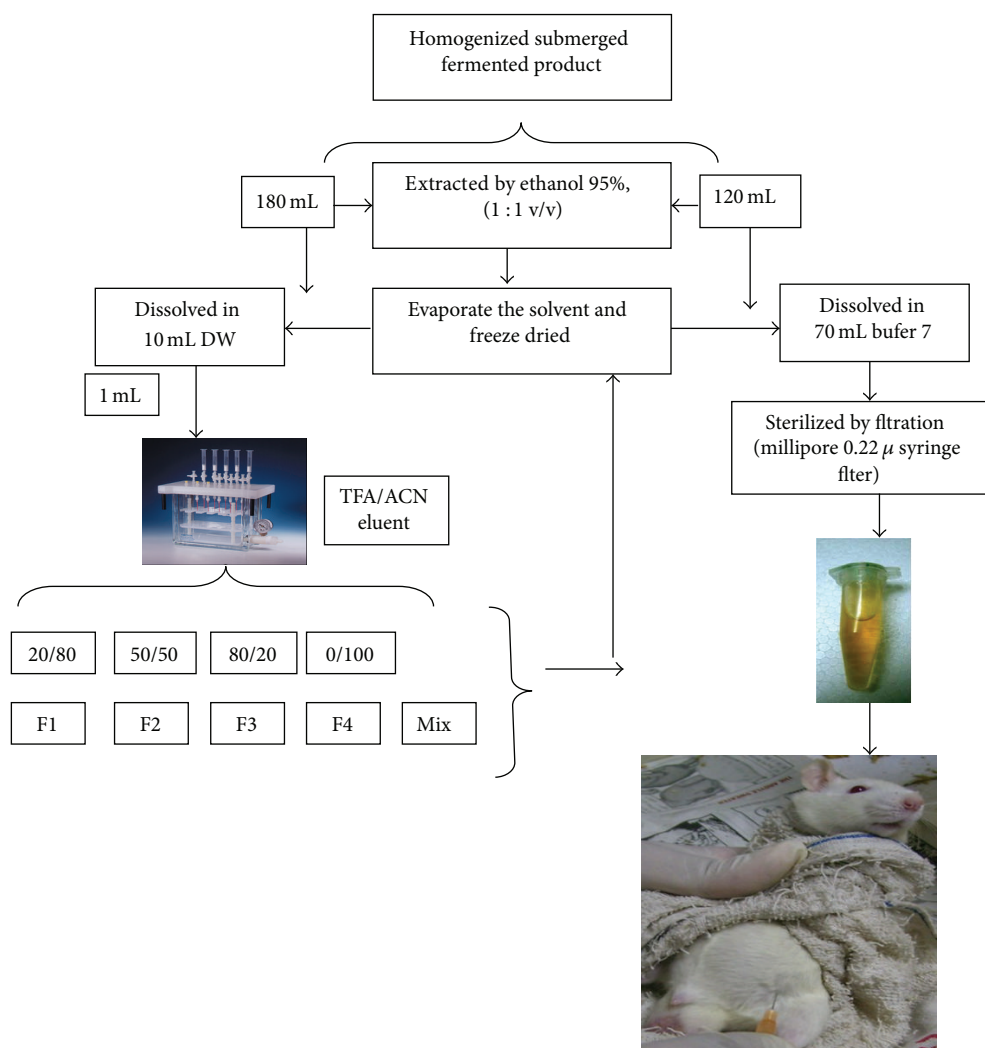 Homogenized submerged
fermented product
180 mL
Extracted by ethanol 95%,
(1 : 1 v/v)
120 mL
Dissolved in
10 mL DW
Evaporate the solvent and
freeze dried
Dissolved in
70 mL bufer 7
1 mL
Sterilized by fltration
(millipore 0.22 μ syringe
flter)
TFA/ACN
eluent
20/80
50/50
80/20
0/100
F1
F2
F3
F4
Mix